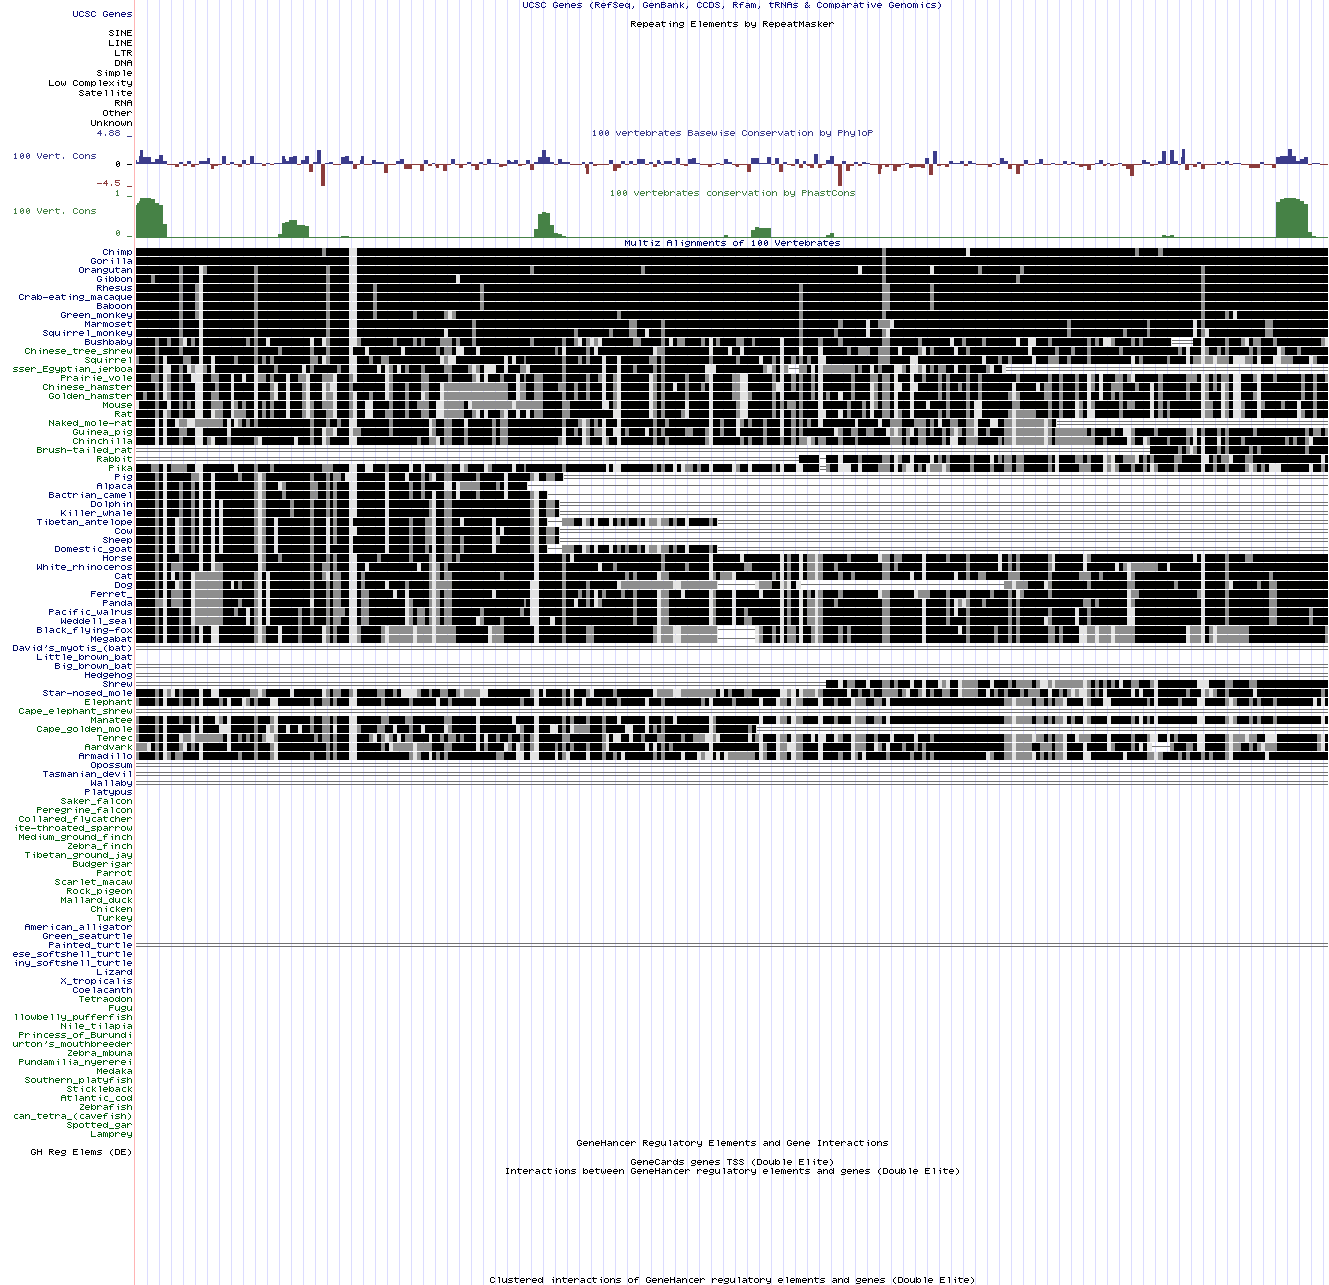 UCSC Genes (RefSeq, GenBank, CCDS, Rfam, tRNAs & Comparative Genomics)
UCSC Genes
Repeating Elements by RepeatMasker
SINE
LINE
LTR
DNA
Simple
Low Complexity
Satellite
RNA
Other
Unknown
4.88 _
100 vertebrates Basewise Conservation by PhyloP
100 Vert. Cons
0 _
-4.5 _
100 vertebrates conservation by PhastCons
1 _
100 Vert. Cons
0 _
Multiz Alignments of 100 Vertebrates
Chimp
Gorilla
Orangutan
Gibbon
Rhesus
Crab-eating_macaque
Baboon
Green_monkey
Marmoset
Squirrel_monkey
Bushbaby
Chinese_tree_shrew
Squirrel
sser_Egyptian_jerboa
Prairie_vole
Chinese_hamster
Golden_hamster
Mouse
Rat
Naked_mole-rat
Guinea_pig
Chinchilla
Brush-tailed_rat
Rabbit
Pika
Pig
Alpaca
Bactrian_camel
Dolphin
Killer_whale
Tibetan_antelope
Cow
Sheep
Domestic_goat
Horse
White_rhinoceros
Cat
Dog
Ferret_
Panda
Pacific_walrus
Weddell_seal
Black_flying-fox
Megabat
David's_myotis_(bat)
Little_brown_bat
Big_brown_bat
Hedgehog
Shrew
Star-nosed_mole
Elephant
Cape_elephant_shrew
Manatee
Cape_golden_mole
Tenrec
Aardvark
Armadillo
Opossum
Tasmanian_devil
Wallaby
Platypus
Saker_falcon
Peregrine_falcon
Collared_flycatcher
ite-throated_sparrow
Medium_ground_finch
Zebra_finch
Tibetan_ground_jay
Budgerigar
Parrot
Scarlet_macaw
Rock_pigeon
Mallard_duck
Chicken
Turkey
American_alligator
Green_seaturtle
Painted_turtle
ese_softshell_turtle
iny_softshell_turtle
Lizard
X_tropicalis
Coelacanth
Tetraodon
Fugu
llowbelly_pufferfish
Nile_tilapia
Princess_of_Burundi
urton's_mouthbreeder
Zebra_mbuna
Pundamilia_nyererei
Medaka
Southern_platyfish
Stickleback
Atlantic_cod
Zebrafish
can_tetra_(cavefish)
Spotted_gar
Lamprey
GeneHancer Regulatory Elements and Gene Interactions
GH Reg Elems (DE)
GeneCards genes TSS (Double Elite)
Interactions between GeneHancer regulatory elements and genes (Double Elite)
Clustered interactions of GeneHancer regulatory elements and genes (Double Elite)